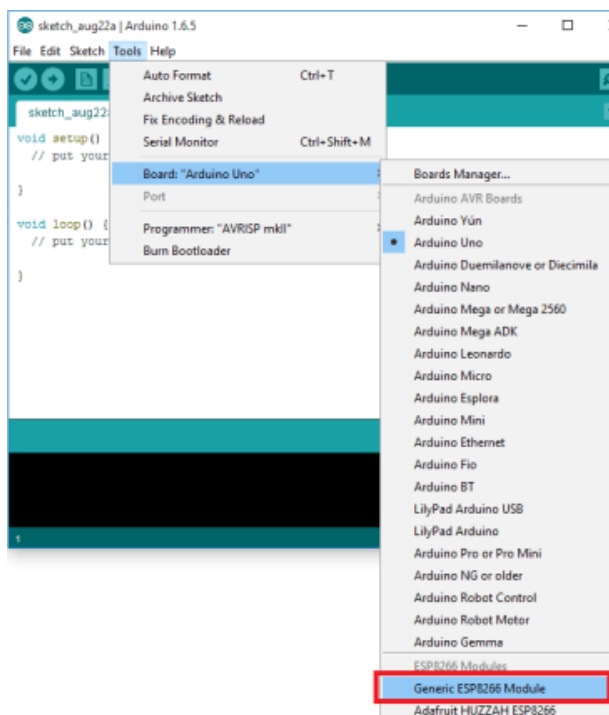 sketch_aug22a | Arduino 1.6.5
File Edit Sketch Tools Help
sketch_aug22
void setup()
// put your
}
void loop() {
// put your
}
Auto Format Ctrl+T
Archive Sketch
Fix Encoding & Reload
Serial Monitor Ctrl+Shift+M
Board: "Arduino Uno"
Port
Programmer: "AVRISP mkII"
Burn Bootloader
Boards Manager...
Arduino AVR Boards
Arduino Yún
Arduino Uno
Arduino Duemilanove or Diecimila
Arduino Nano
Arduino Mega or Mega 2560
Arduino Mega ADK
Arduino Leonardo
Arduino Micro
Arduino Esplora
Arduino Mini
Arduino Ethernet
Arduino Fio
Arduino BT
LilyPad Arduino USB
LilyPad Arduino
Arduino Pro or Pro Mini
Arduino NG or older
Arduino Robot Control
Arduino Robot Motor
Arduino Gemma
ESP8266 Modules
Generic ESP8266 Module
Adafruit HUZZAH ESP8266
1